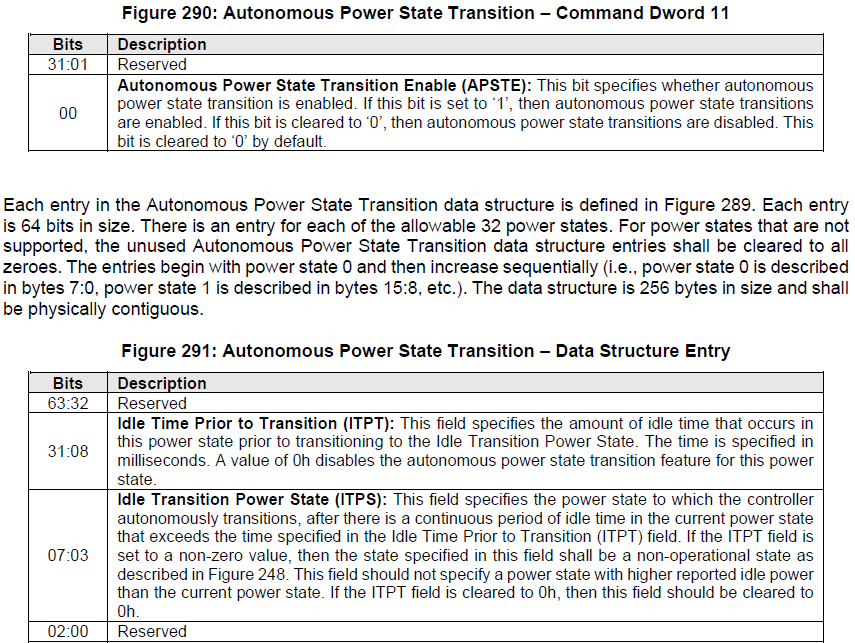 Figure 290: Autonomous Power State Transition – Command Dword 11
Bits Description
31:01 Reserved
00 Autonomous Power State Transition Enable (APSTE): This bit specifies whether autonomous
power state transition is enabled. If this bit is set to ‘1’, then autonomous power state transitions
are enabled. If this bit is cleared to ‘0’, then autonomous power state transitions are disabled. This
bit is cleared to ‘0’ by default.
Each entry in the Autonomous Power State Transition data structure is defined in Figure 289. Each entry
is 64 bits in size. There is an entry for each of the allowable 32 power states. For power states that are not
supported, the unused Autonomous Power State Transition data structure entries shall be cleared to all
zeroes. The entries begin with power state 0 and then increase sequentially (i.e., power state 0 is described
in bytes 7:0, power state 1 is described in bytes 15:8, etc.). The data structure is 256 bytes in size and shall
be physically contiguous.
Figure 291: Autonomous Power State Transition – Data Structure Entry
Bits Description
63:32 Reserved
31:08 Idle Time Prior to Transition (ITPT): This field specifies the amount of idle time that occurs in
this power state prior to transitioning to the Idle Transition Power State. The time is specified in
milliseconds. A value of 0h disables the autonomous power state transition feature for this power
state.
07:03 Idle Transition Power State (ITPS): This field specifies the power state to which the controller
autonomously transitions, after there is a continuous period of idle time in the current power state
that exceeds the time specified in the Idle Time Prior to Transition (ITPT) field. If the ITPT field is
set to a non-zero value, then the state specified in this field shall be a non-operational state as
described in Figure 248. This field should not specify a power state with higher reported idle power
than the current power state. If the ITPT field is cleared to 0h, then this field should be cleared to
0h.
02:00 Reserved